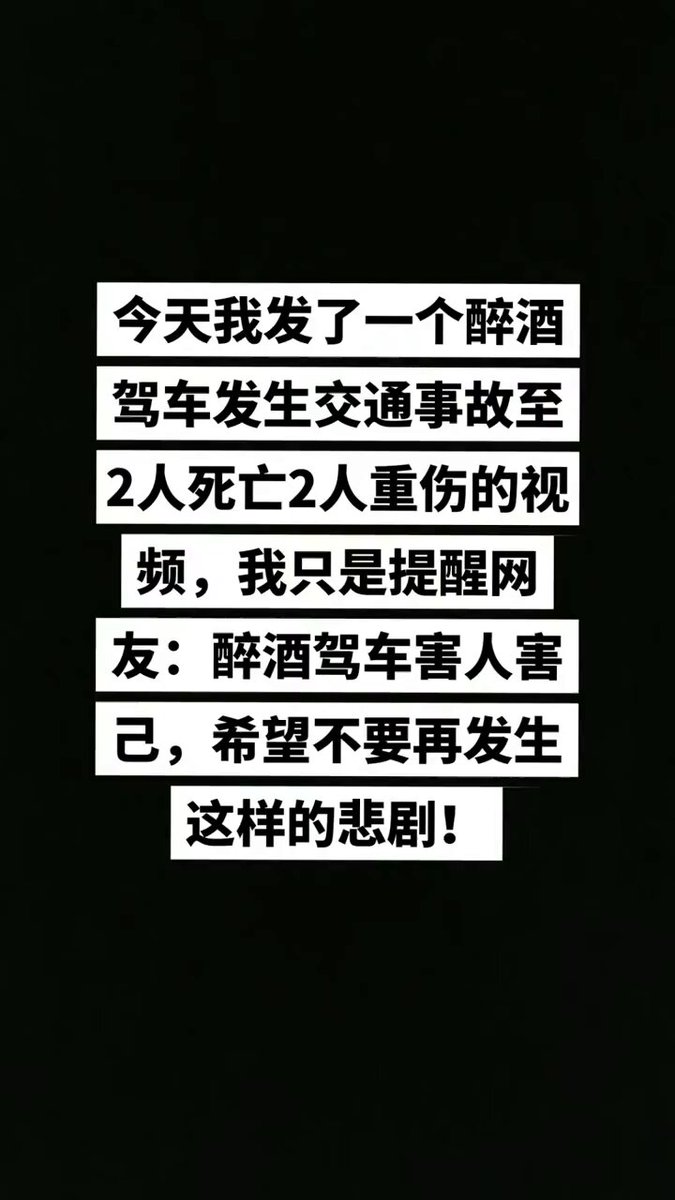 今天我发了一个醉酒
驾车发生交通事故至
2人死亡2人重伤的视
频，我只是提醒网
友：醉酒驾车害人害
己，希望不要再发生
这样的悲剧！